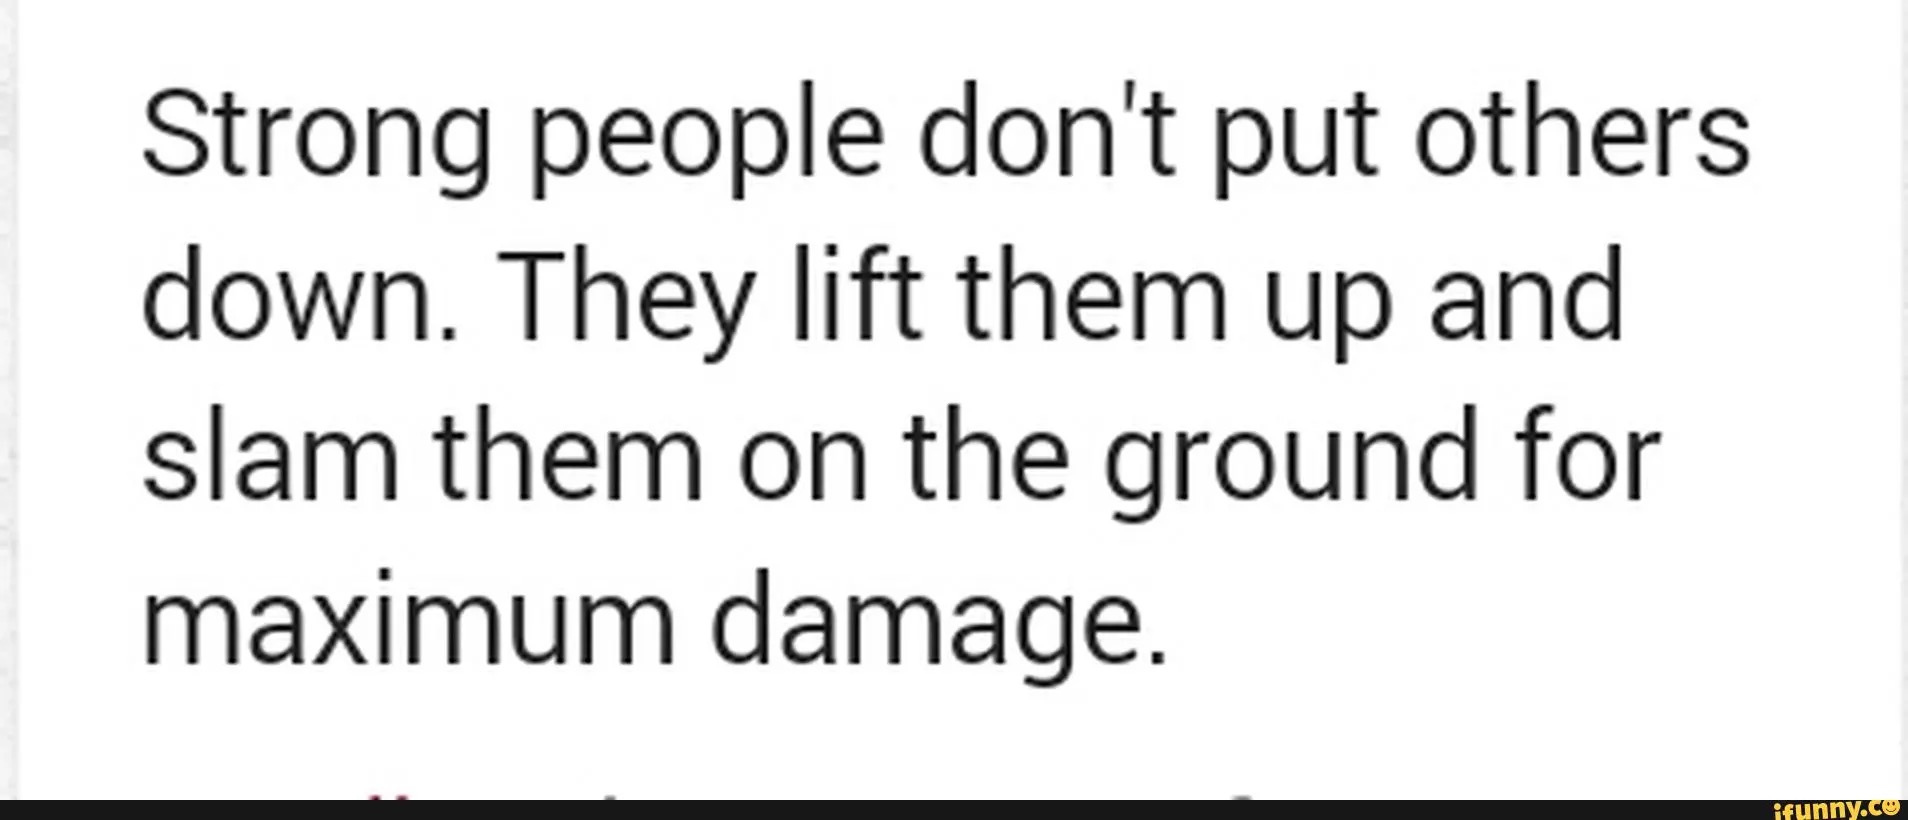 Strong people don't put others
down. They lift them up and
slam them on the ground for
maximum damage.
ifunny.co